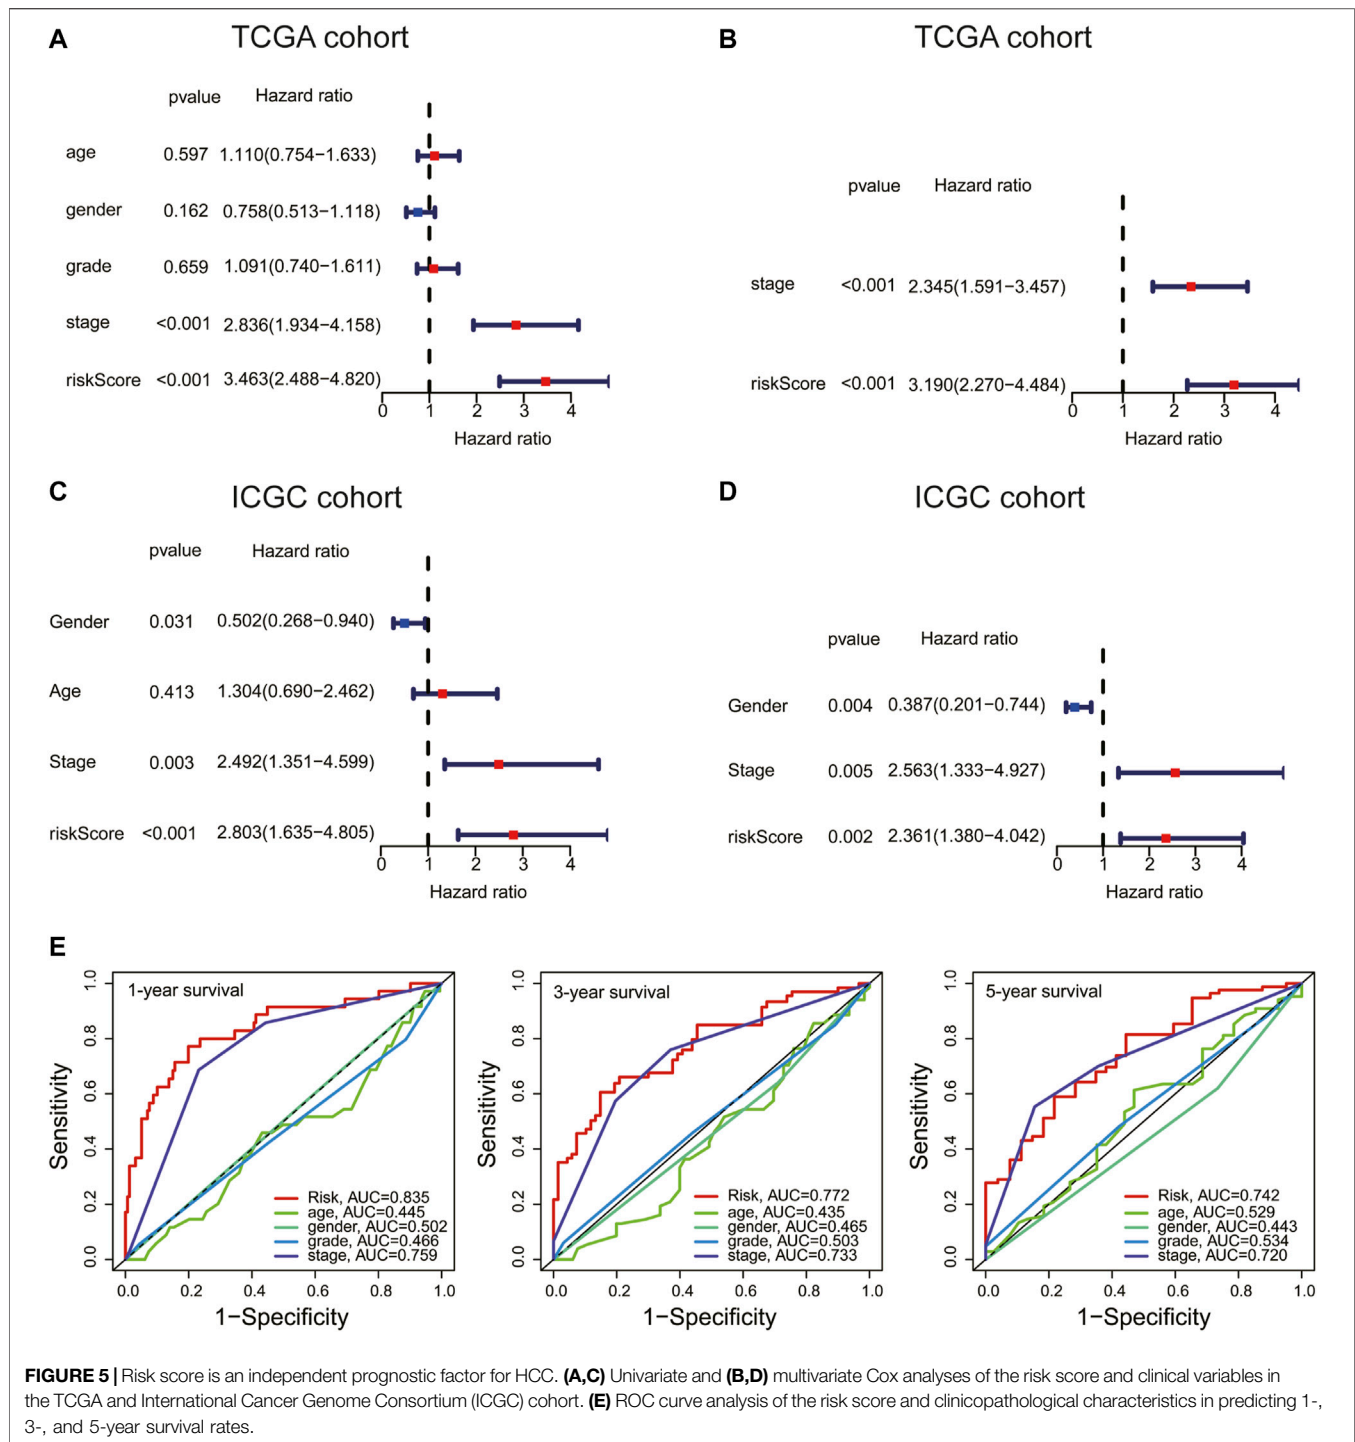 A
TCGA cohort
pvalue Hazard ratio
age 0.597 1.110(0.754−1.633)
gender 0.162 0.758(0.513−1.118)
grade 0.659 1.091(0.740−1.611)
stage <0.001 2.836(1.934−4.158)
riskScore <0.001 3.463(2.488−4.820)
0 1 2 3 4
Hazard ratio
B
TCGA cohort
pvalue Hazard ratio
stage <0.001 2.345(1.591−3.457)
riskScore <0.001 3.190(2.270−4.484)
0 1 2 3 4
Hazard ratio
C
ICGC cohort
pvalue Hazard ratio
Gender 0.031 0.502(0.268−0.940)
Age 0.413 1.304(0.690−2.462)
Stage 0.003 2.492(1.351−4.599)
riskScore <0.001 2.803(1.635−4.805)
0 1 2 3 4
Hazard ratio
D
ICGC cohort
pvalue Hazard ratio
Gender 0.004 0.387(0.201−0.744)
Stage 0.005 2.563(1.333−4.927)
riskScore 0.002 2.361(1.380−4.042)
0 1 2 3 4
Hazard ratio
E
1-year survival
Sensitivity
0.0 0.2 0.4 0.6 0.8 1.0
Risk, AUC=0.835
age, AUC=0.445
gender, AUC=0.502
grade, AUC=0.466
stage, AUC=0.759
0.0 0.2 0.4 0.6 0.8 1.0
1−Specificity
3-year survival
Sensitivity
0.0 0.2 0.4 0.6 0.8 1.0
Risk, AUC=0.772
age, AUC=0.435
gender, AUC=0.465
grade, AUC=0.503
stage, AUC=0.733
0.0 0.2 0.4 0.6 0.8 1.0
1−Specificity
5-year survival
Sensitivity
0.0 0.2 0.4 0.6 0.8 1.0
Risk, AUC=0.742
age, AUC=0.529
gender, AUC=0.443
grade, AUC=0.534
stage, AUC=0.720
0.0 0.2 0.4 0.6 0.8 1.0
1−Specificity
FIGURE 5 | Risk score is an independent prognostic factor for HCC. (A,C) Univariate and (B,D) multivariate Cox analyses of the risk score and clinical variables in
the TCGA and International Cancer Genome Consortium (ICGC) cohort. (E) ROC curve analysis of the risk score and clinicopathological characteristics in predicting 1-,
3-, and 5-year survival rates.